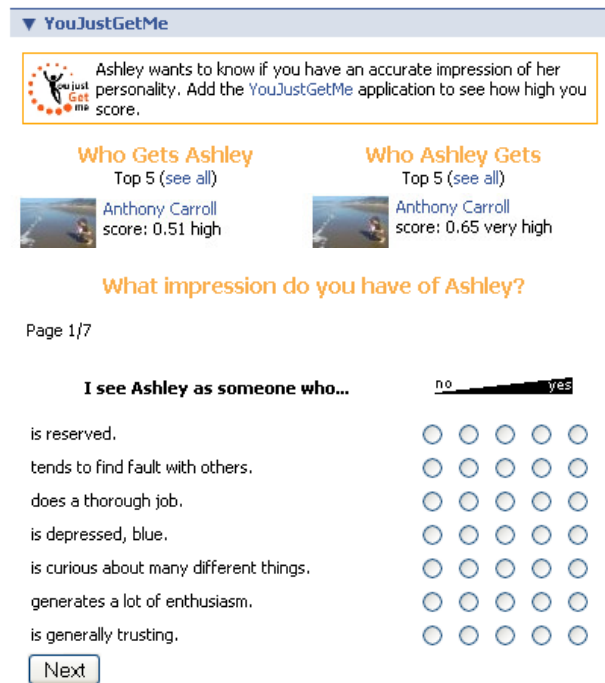 ▼ YouJustGetMe
You just
Get
me
Ashley wants to know if you have an accurate impression of her
personality. Add the YouJustGetMe application to see how high you
score.
Who Gets Ashley
Top 5 (see all)
Anthony Carroll
score: 0.51 high
Who Ashley Gets
Top 5 (see all)
Anthony Carroll
score: 0.65 very high
What impression do you have of Ashley?
Page 1/7
I see Ashley as someone who...
no yes
is reserved.
tends to find fault with others.
does a thorough job.
is depressed, blue.
is curious about many different things.
generates a lot of enthusiasm.
is generally trusting.
Next